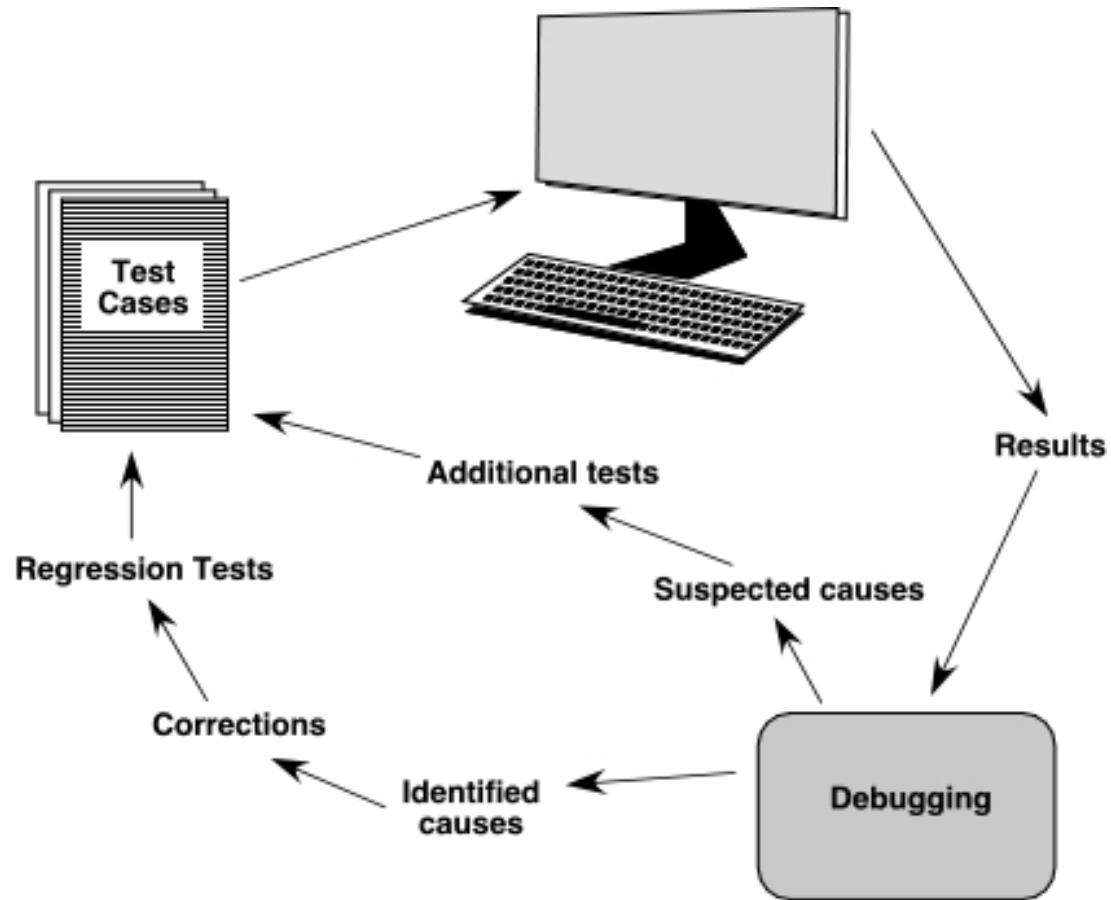 Test
Cases
Results
Additional tests
Regression Tests
Suspected causes
Corrections
Identified
causes
Debugging